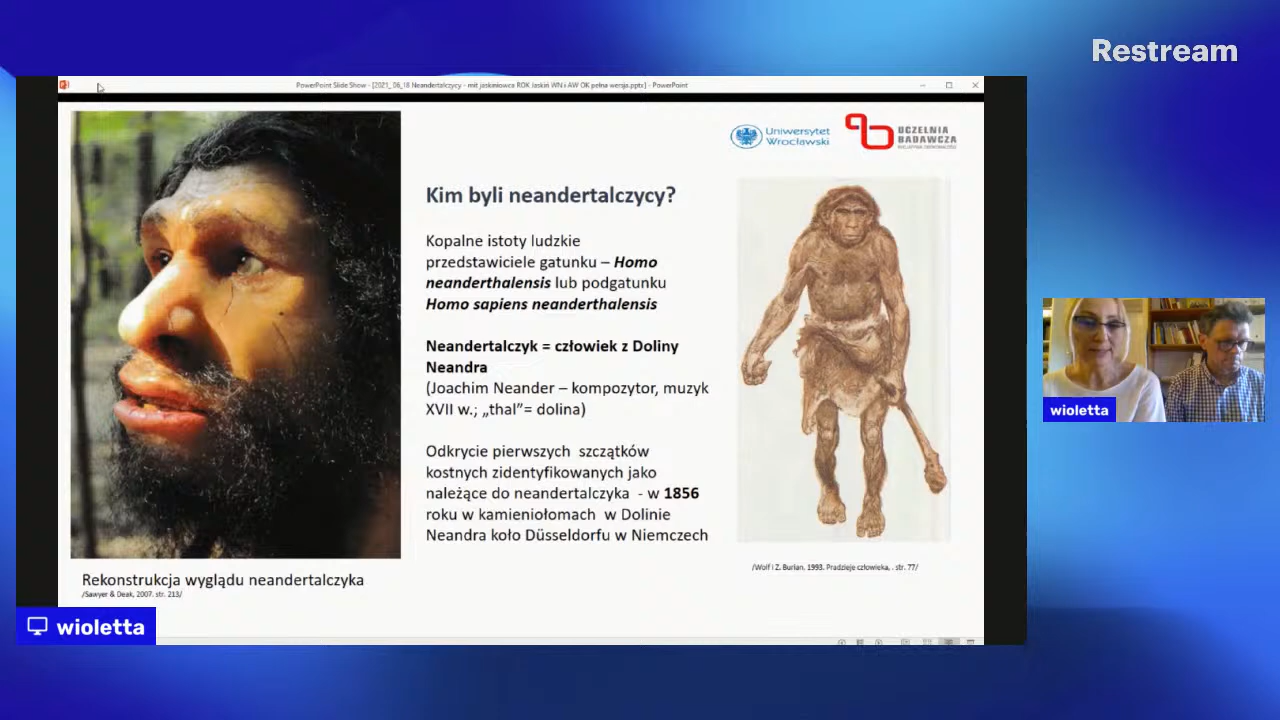 Restream
PowerPoint Slide Show - [2021_ 06_18 Neandertalczycy - mit jaskiniowca ROK Jaskiń WN i AW OK pełna wersja.pptx] - PowerPoint
Uniwersytet
Wrocławski
UCZELNIA
BADAWCZA
Kim byli neandertalczycy?
Kopalne istoty ludzkie
przedstawiciele gatunku – Homo
neanderthalensis lub podgatunku
Homo sapiens neanderthalensis
Neandertalczyk = człowiek z Doliny
Neandra
(Joachim Neander – kompozytor, muzyk
XVII w.; „thal”= dolina)
Odkrycie pierwszych szczątków
kostnych zidentyfikowanych jako
należące do neandertalczyka - w 1856
roku w kamieniołomach w Dolinie
Neandra koło Düsseldorfu w Niemczech
/Wolf i Z. Burian, 1993. Pradzieje człowieka, . str. 77/
Rekonstrukcja wyglądu neandertalczyka
/Sawyer & Deak, 2007. str. 213/
wioletta
wioletta